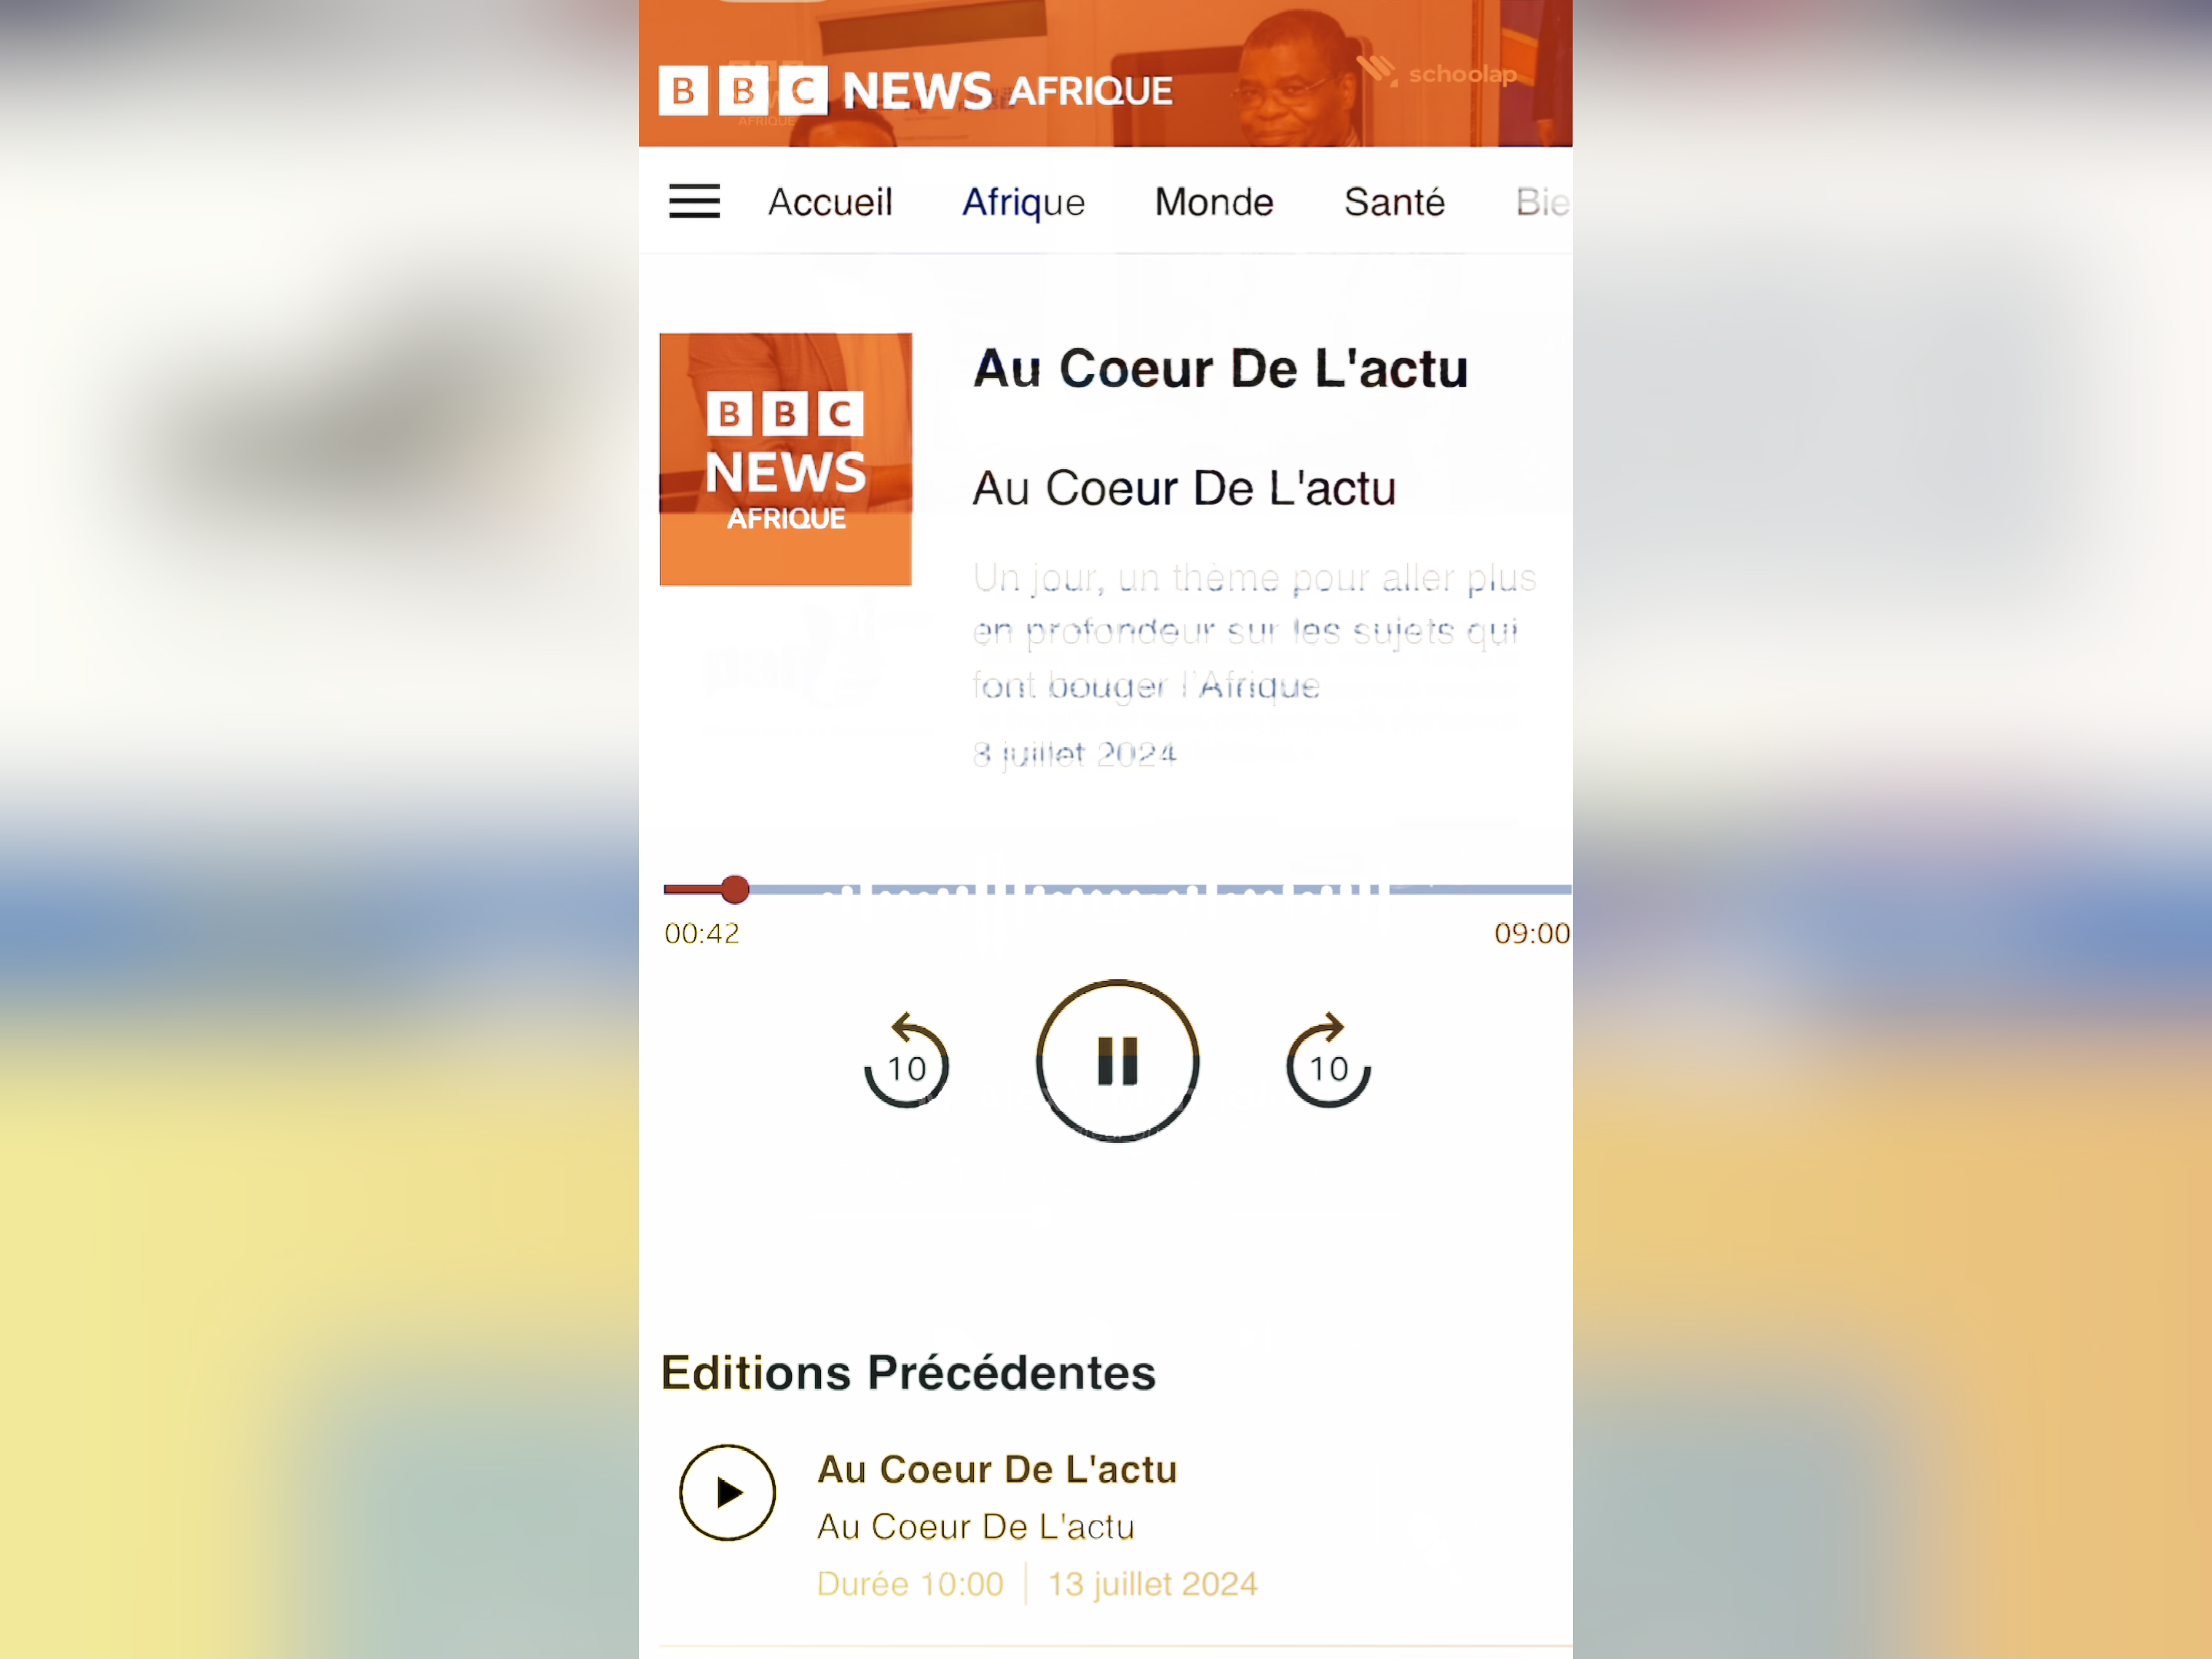 BBC NEWS AFRIQUE
schoolap
Accueil Afrique Monde Santé Bie
BBC
NEWS
AFRIQUE
Au Coeur De L'actu
Au Coeur De L'actu
Un jour, un thème pour aller plus
en profondeur sur les sujets qui
font bouger l'Afrique
8 juillet 2024
00:42
09:00
10
10
Editions Précédentes
Au Coeur De L'actu
Au Coeur De L'actu
Durée 10:00 | 13 juillet 2024